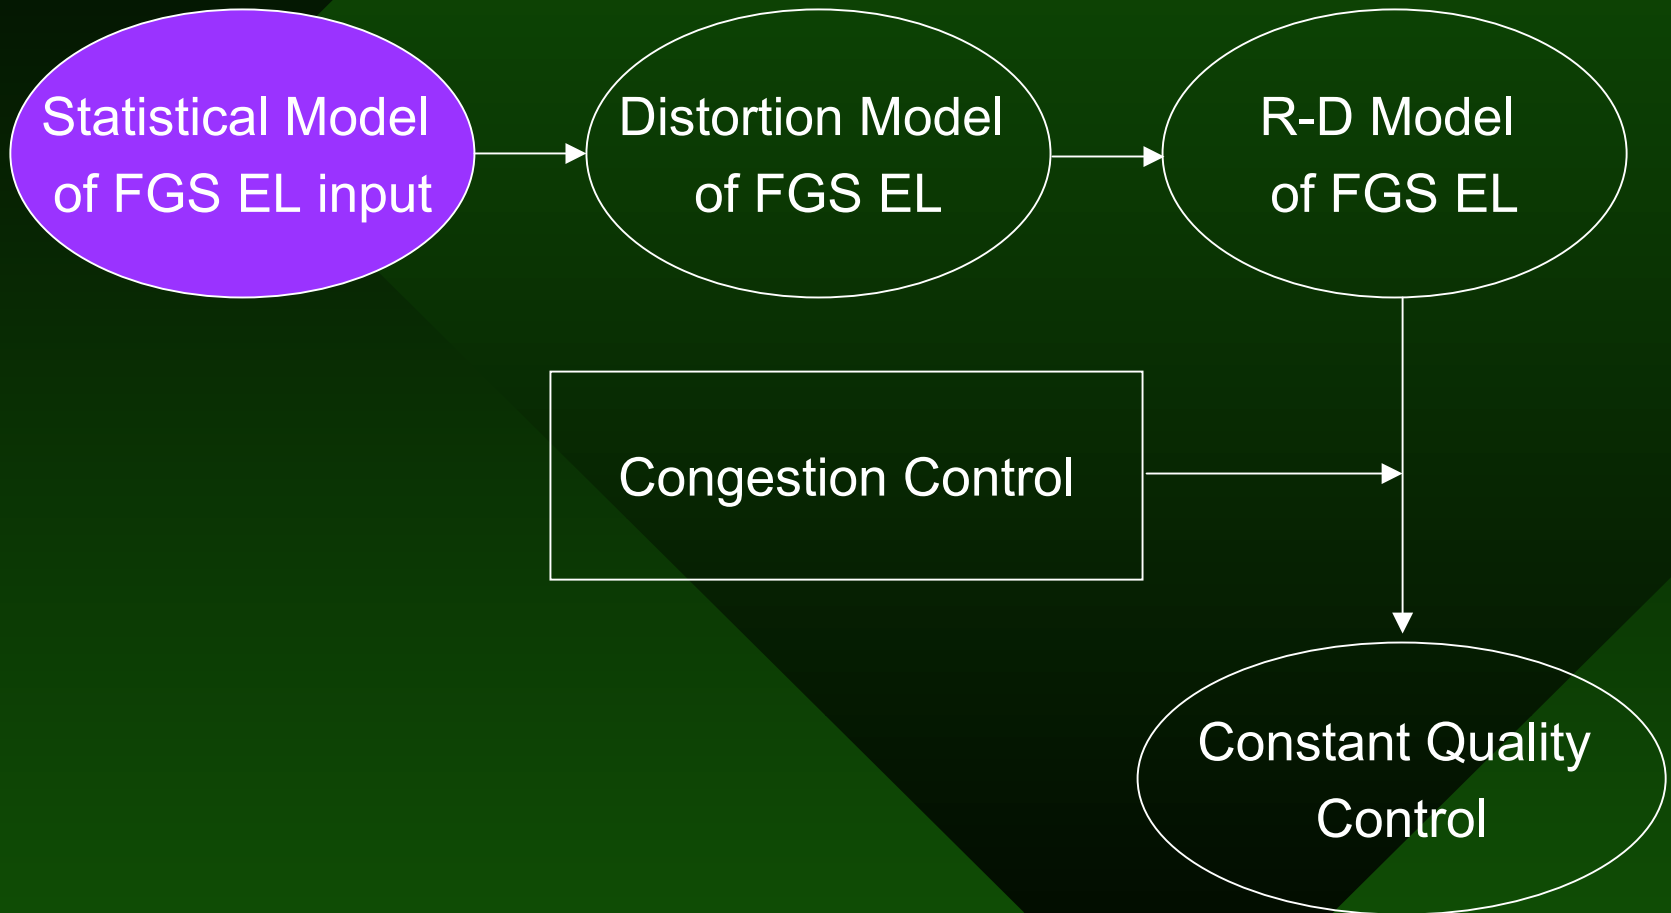 Statistical Model
of FGS EL input
Distortion Model
of FGS EL
R-D Model
of FGS EL
Congestion Control
Constant Quality
Control